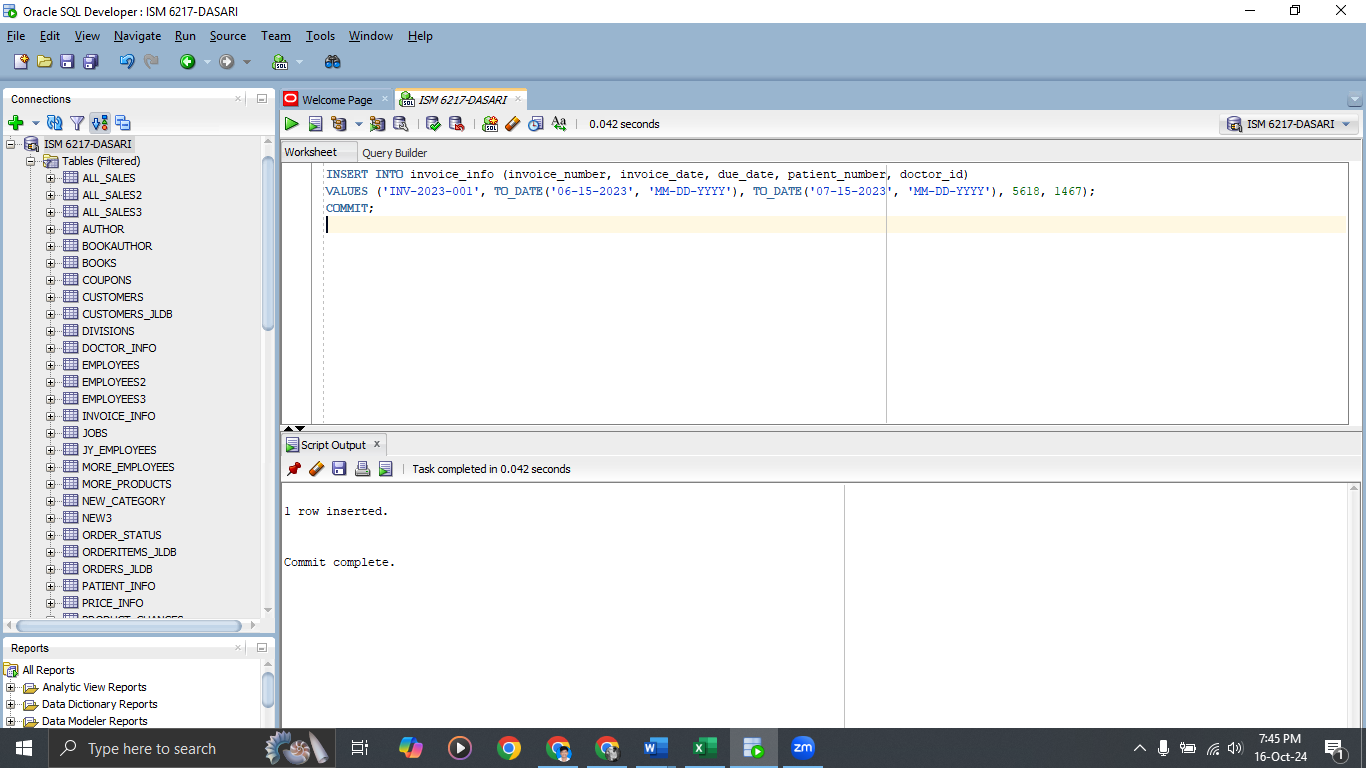 Oracle SQL Developer : ISM 6217-DASARI
File Edit View Navigate Run Source Team Tools Window Help
Connections
ISM 6217-DASARI
Tables (Filtered)
ALL_SALES
ALL_SALES2
ALL_SALES3
AUTHOR
BOOKAUTHOR
BOOKS
COUPONS
CUSTOMERS
CUSTOMERS_JLDB
DIVISIONS
DOCTOR_INFO
EMPLOYEES
EMPLOYEES2
EMPLOYEES3
INVOICE_INFO
JOBS
JY_EMPLOYEES
MORE_EMPLOYEES
MORE_PRODUCTS
NEW_CATEGORY
NEW3
ORDER_STATUS
ORDERITEMS_JLDB
ORDERS_JLDB
PATIENT_INFO
PRICE_INFO
PRODUCT_CHANGES
Reports
All Reports
Analytic View Reports
Data Dictionary Reports
Data Modeler Reports
Welcome Page
SQL ISM 6217-DASARI
SQL Aa 0.042 seconds
ISM 6217-DASARI
Worksheet Query Builder
INSERT INTO invoice_info (invoice_number, invoice_date, due_date, patient_number, doctor_id)
VALUES ('INV-2023-001', TO_DATE('06-15-2023', 'MM-DD-YYYY'), TO_DATE('07-15-2023', 'MM-DD-YYYY'), 5618, 1467);
COMMIT;
Script Output
Task completed in 0.042 seconds
1 row inserted.
Commit complete.
Type here to search
zm
7:45 PM
16-Oct-24
1